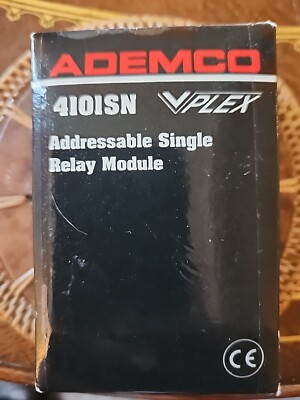 ADEMCO
4101SN VPLEX
Addressable Single
Relay Module
CE